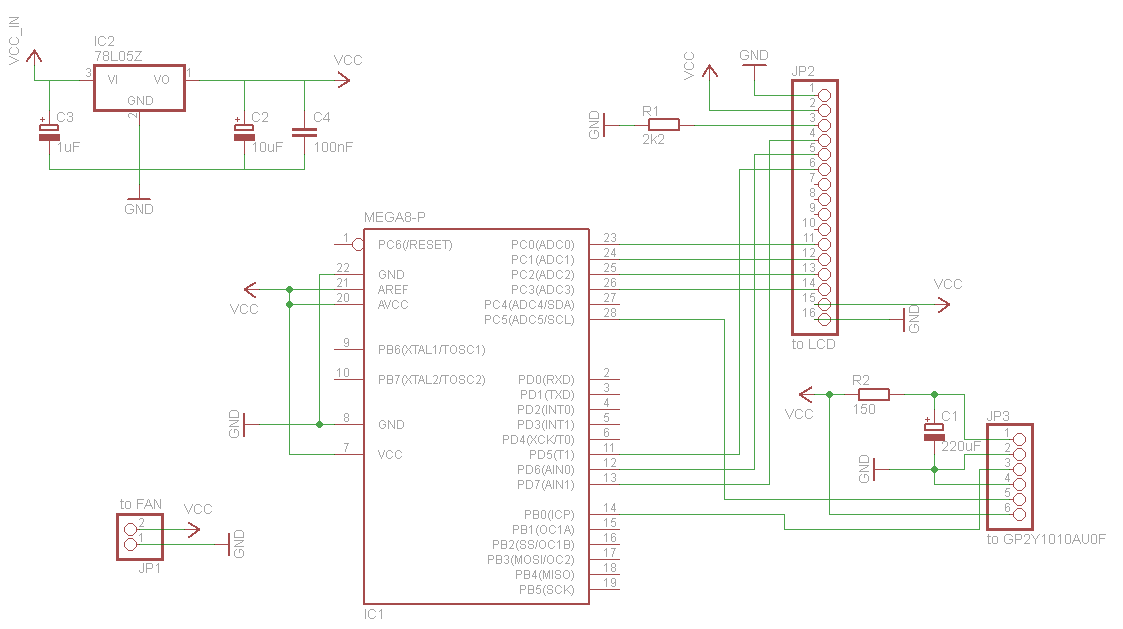 VCC_IN
IC2
78L05Z
3 VI VO 1
GND
2
+ C3
1uF
+ C2
10uF
C4
100nF
VCC
GND
VCC
GND
JP2
GND
R1
2k2
1
2
3
4
5
6
7
8
9
10
11
12
13
14
15
16
to LCD
VCC
GND
MEGA8-P
1 PC6(/RESET)
22 GND
21 AREF
20 AVCC
9 PB6(XTAL1/TOSC1)
10 PB7(XTAL2/TOSC2)
8 GND
7 VCC
VCC
GND
PC0(ADC0) 23
PC1(ADC1) 24
PC2(ADC2) 25
PC3(ADC3) 26
PC4(ADC4/SDA) 27
PC5(ADC5/SCL) 28
PD0(RXD) 2
PD1(TXD) 3
PD2(INT0) 4
PD3(INT1) 5
PD4(XCK/T0) 6
PD5(T1) 11
PD6(AIN0) 12
PD7(AIN1) 13
PB0(ICP) 14
PB1(OC1A) 15
PB2(SS/OC1B) 16
PB3(MOSI/OC2) 17
PB4(MISO) 18
PB5(SCK) 19
IC1
VCC
R2
150
+ C1
220uF
GND
JP3
1
2
3
4
5
6
to GP2Y1010AU0F
to FAN
2
1
JP1
VCC
GND